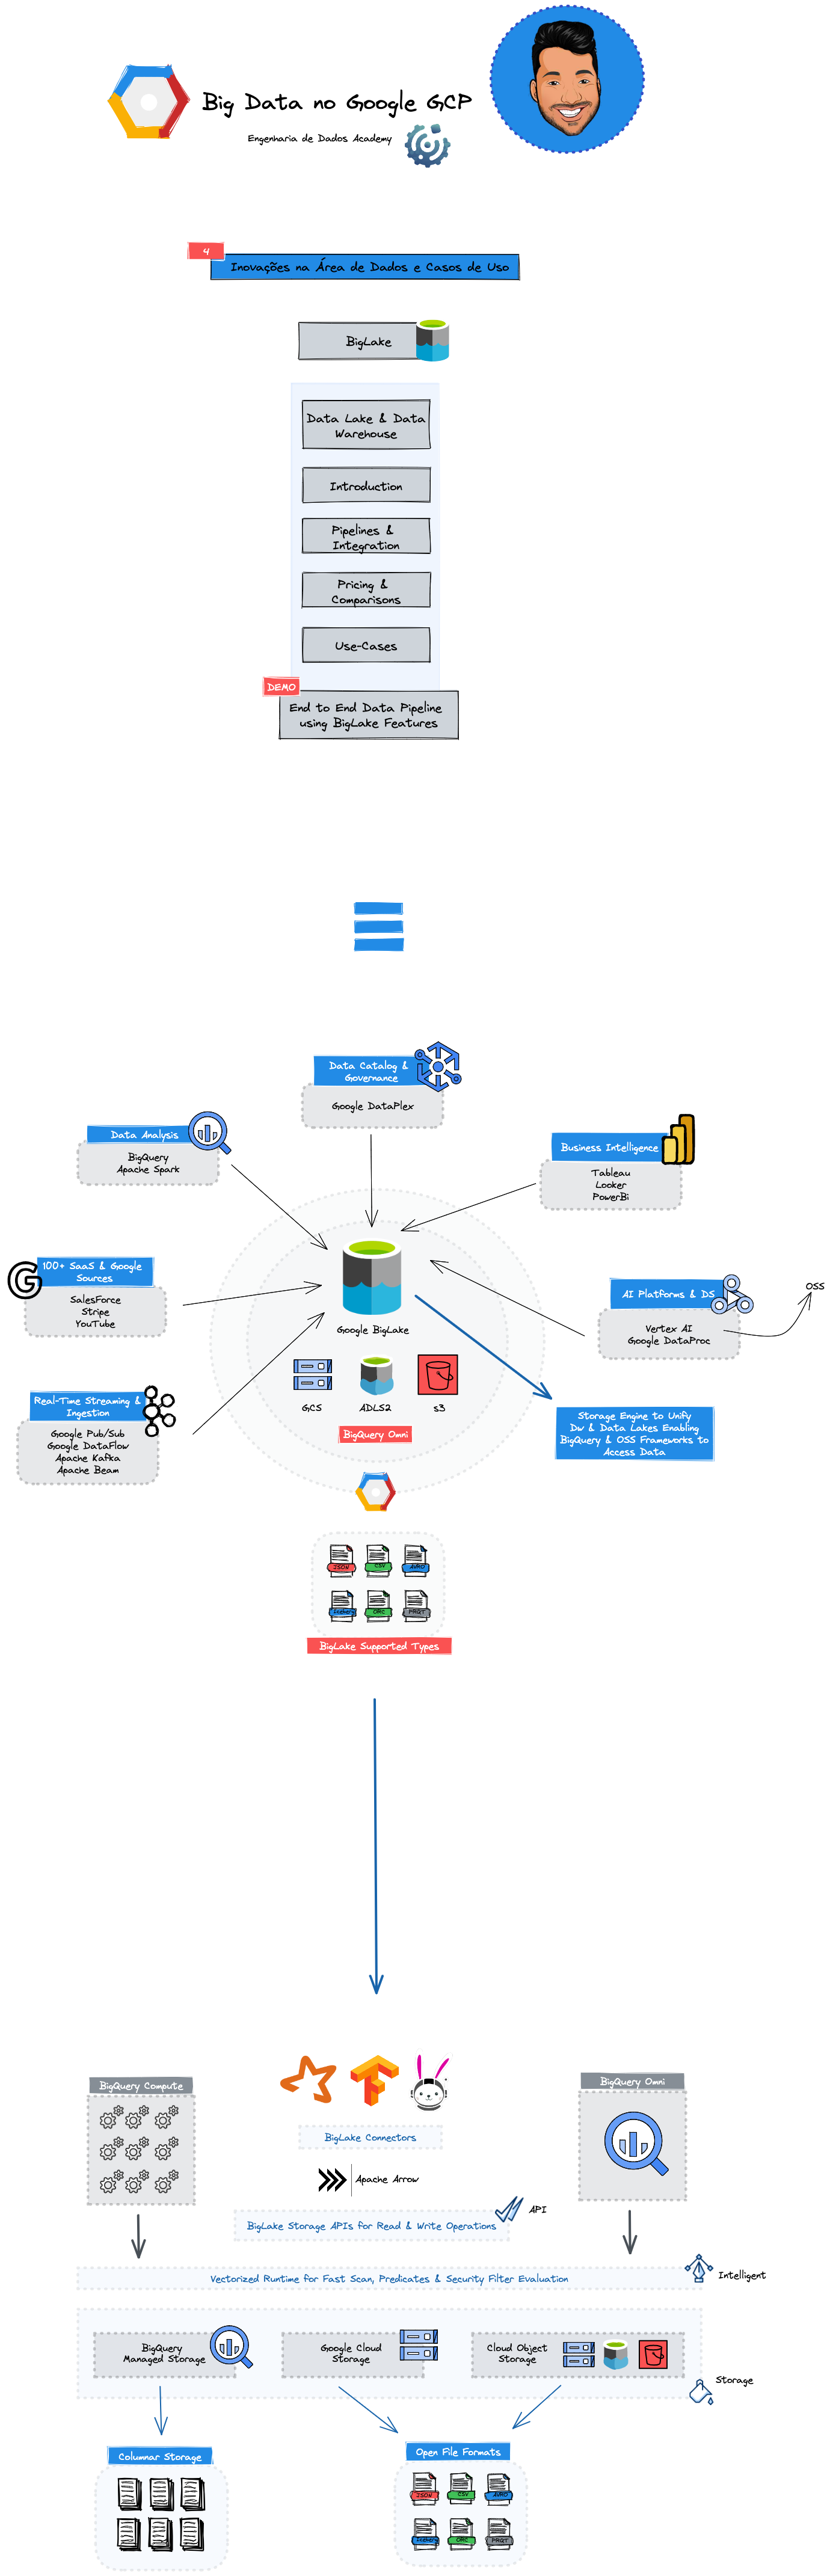 Big Data no Google GCP
Engenharia de Dados Academy
4
Inovações na Área de Dados e Casos de Uso
BigLake
Data Lake & Data
Warehouse
Introduction
Pipelines &
Integration
Pricing &
Comparisons
Use-Cases
DEMO
End to End Data Pipeline
using BigLake Features
Data Catalog &
Governance
Google DataPlex
Data Analysis
BigQuery
Apache Spark
Business Intelligence
Tableau
Looker
PowerBi
100+ SaaS & Google
Sources
SalesForce
Stripe
YouTube
Google BigLake
AI Platforms & DS
Vertex AI
Google DataProc
OSS
GCS
ADLS2
s3
BigQuery Omni
Real-Time Streaming &
Ingestion
Google Pub/Sub
Google DataFlow
Apache Kafka
Apache Beam
Storage Engine to Unify
Dw & Data Lakes Enabling
BigQuery & OSS Frameworks to
Access Data
JSON
CSV
AVRO
Iceberg
ORC
PRQT
BigLake Supported Types
BigQuery Compute
BigQuery Omni
BigLake Connectors
Apache Arrow
BigLake Storage APIs for Read & Write Operations
API
Vectorized Runtime for Fast Scan, Predicates & Security Filter Evaluation
Intelligent
BigQuery
Managed Storage
Google Cloud
Storage
Cloud Object
Storage
Storage
Columnar Storage
Open File Formats
JSON
CSV
AVRO
Iceberg
ORC
PRQT